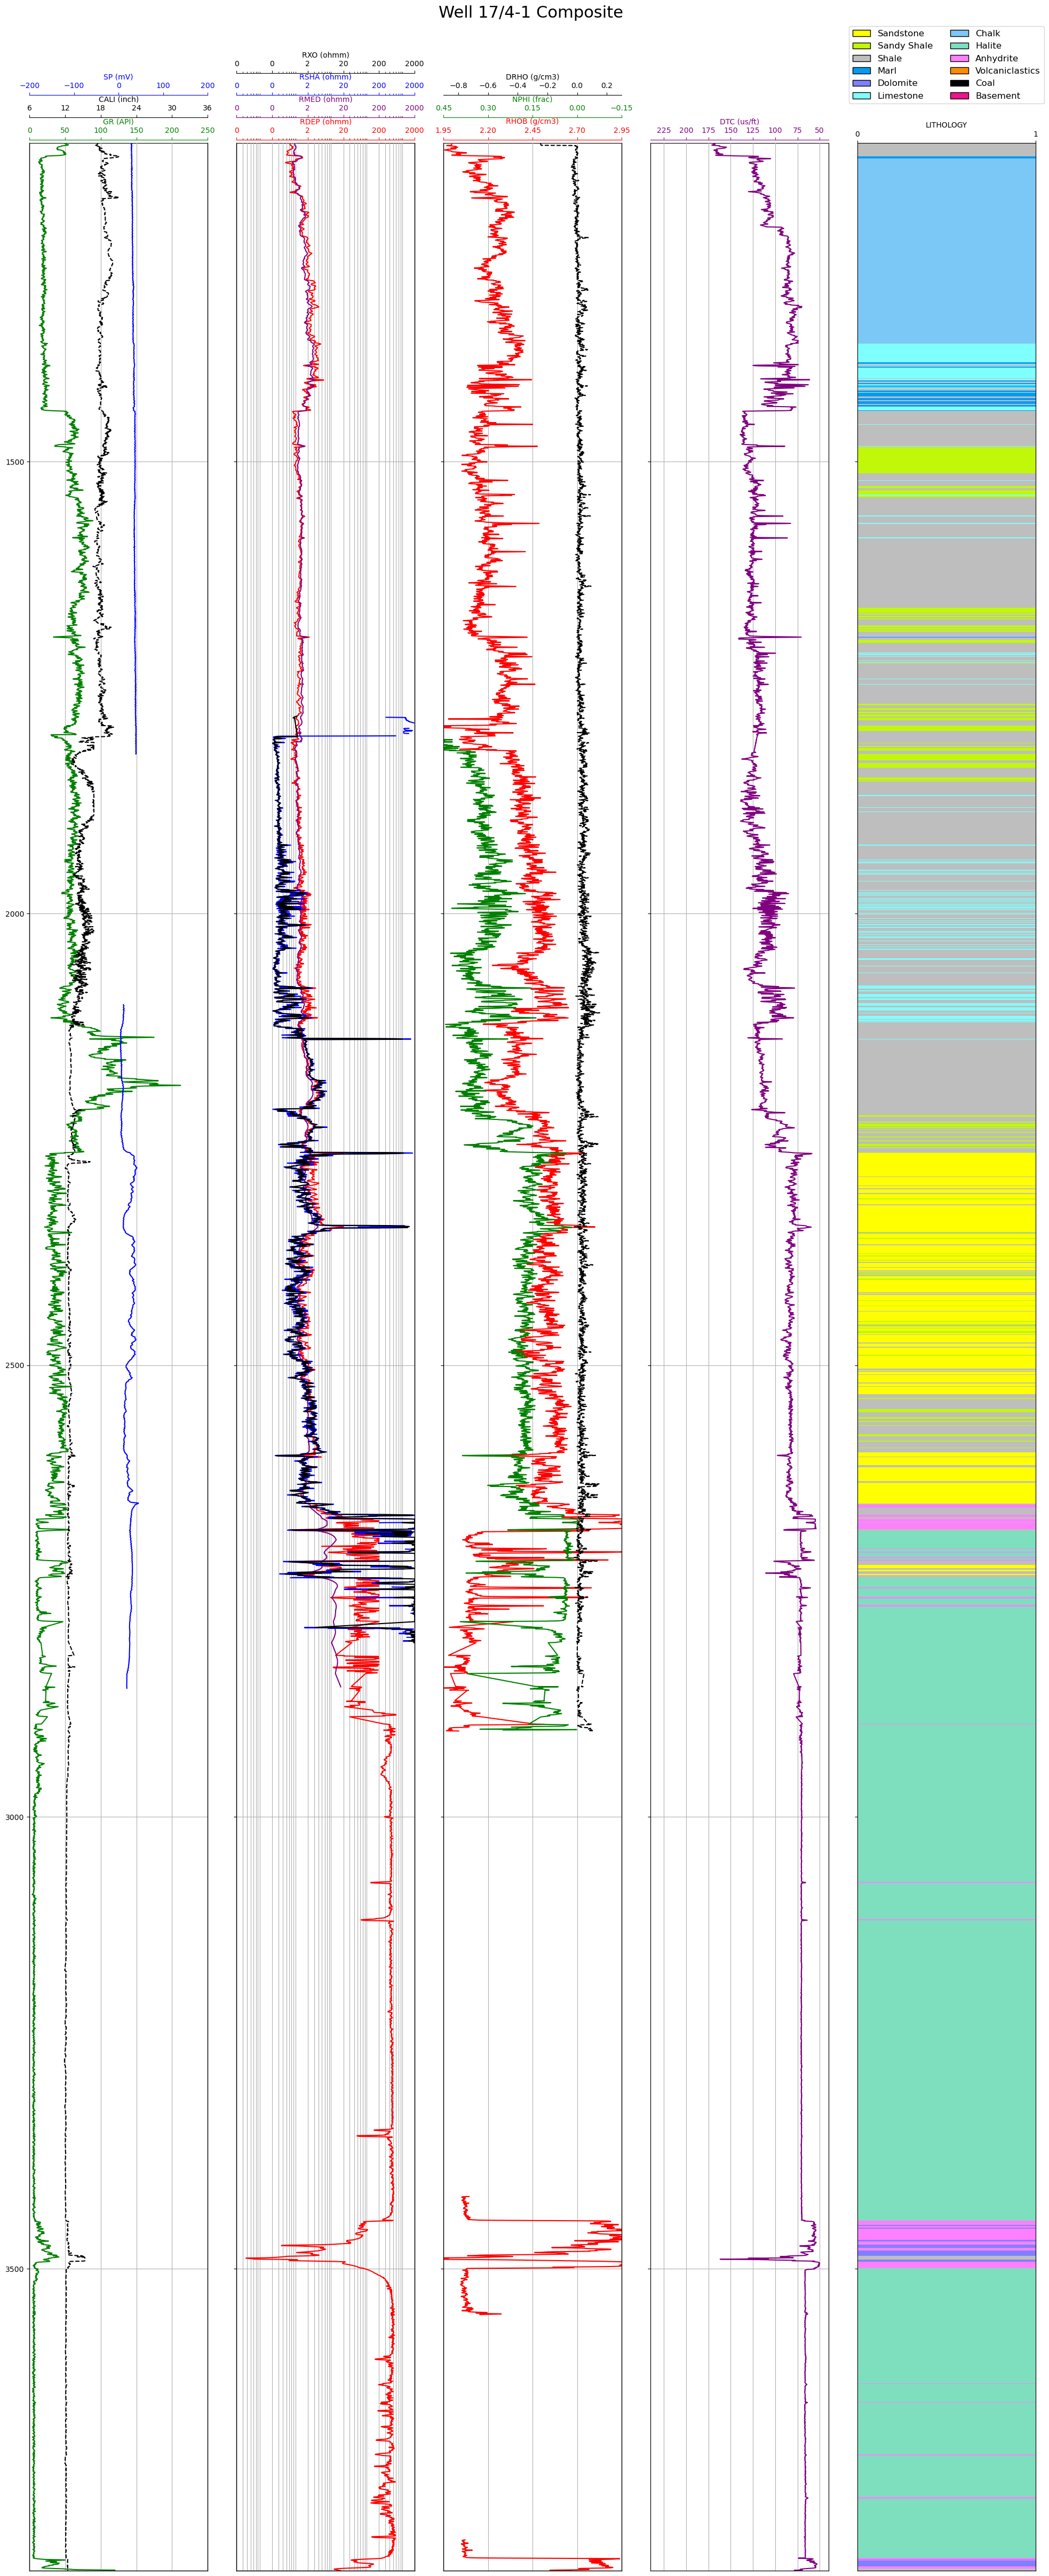 Well 17/4-1 Composite
Sandstone Chalk
Sandy Shale Halite
Shale Anhydrite
Marl Volcaniclastics
Dolomite Coal
Limestone Basement
RXO (ohmm)
0 0 2 20 200 2000
SP (mV)
−200 −100 0 100 200
RSHA (ohmm)
0 0 2 20 200 2000
DRHO (g/cm3)
−0.8 −0.6 −0.4 −0.2 0.0 0.2
CALI (inch)
6 12 18 24 30 36
RMED (ohmm)
0 0 2 20 200 2000
NPHI (frac)
0.45 0.30 0.15 0.00 −0.15
GR (API)
0 50 100 150 200 250
RDEP (ohmm)
0 0 2 20 200 2000
RHOB (g/cm3)
1.95 2.20 2.45 2.70 2.95
DTC (us/ft)
225 200 175 150 125 100 75 50
LITHOLOGY
0 1
1500
2000
2500
3000
3500